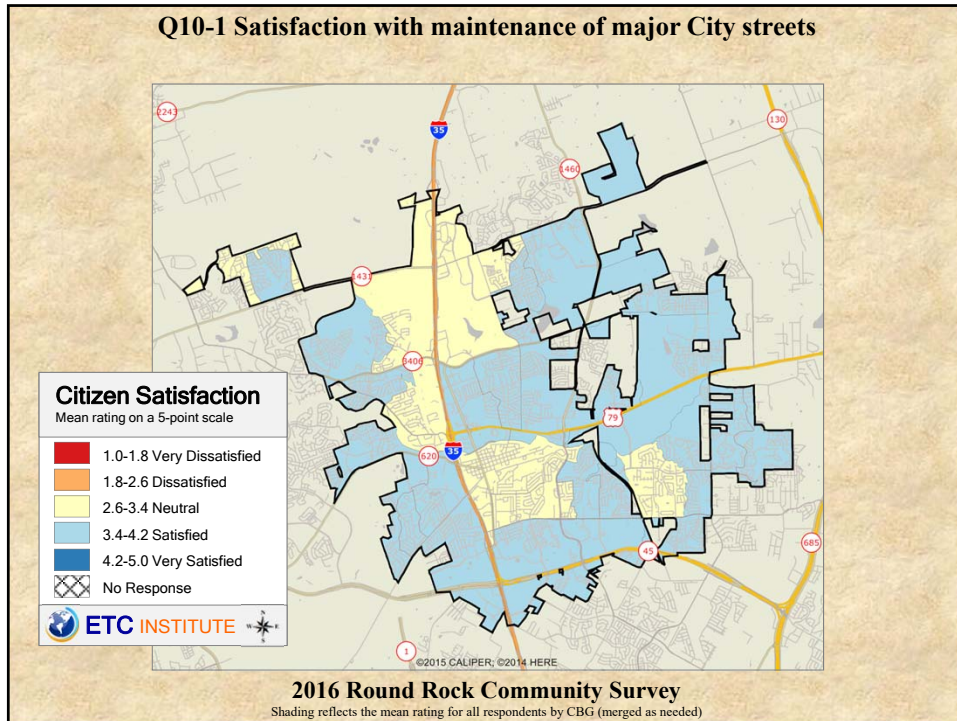 Q10-1 Satisfaction with maintenance of major City streets
2243
35
130
1460
1431
3406
79
620
35
45
685
1
Citizen Satisfaction
Mean rating on a 5-point scale
1.0-1.8 Very Dissatisfied
1.8-2.6 Dissatisfied
2.6-3.4 Neutral
3.4-4.2 Satisfied
4.2-5.0 Very Satisfied
No Response
ETC INSTITUTE
N
W E
S
©2015 CALIPER; ©2014 HERE
2016 Round Rock Community Survey
Shading reflects the mean rating for all respondents by CBG (merged as needed)